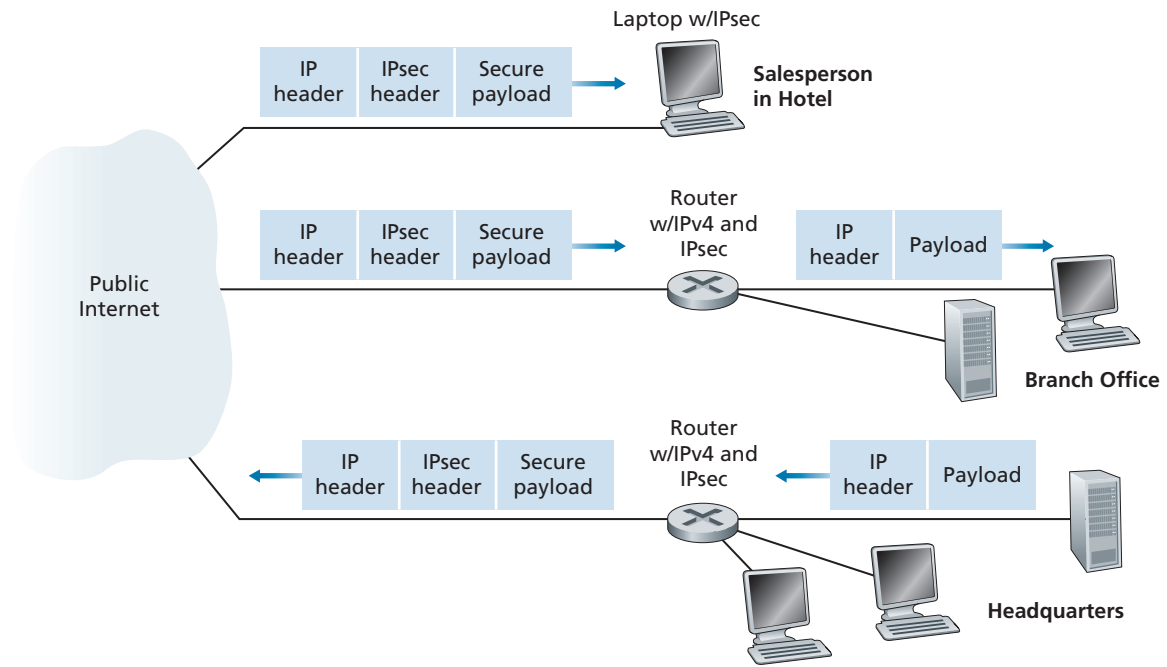 Laptop w/IPsec
IP
header
IPsec
header
Secure
payload
Salesperson
in Hotel
Public
Internet
IP
header
IPsec
header
Secure
payload
Router
w/IPv4 and
IPsec
IP
header
Payload
Branch Office
IP
header
IPsec
header
Secure
payload
Router
w/IPv4 and
IPsec
IP
header
Payload
Headquarters